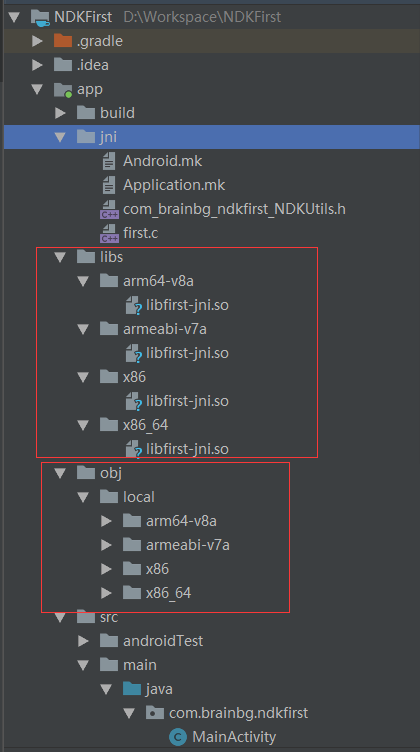 NDKFirst D:\Workspace\NDKFirst
.gradle
.idea
app
build
jni
Android.mk
Application.mk
com_brainbg_ndkfirst_NDKUtils.h
first.c
libs
arm64-v8a
libfirst-jni.so
armeabi-v7a
libfirst-jni.so
x86
libfirst-jni.so
x86_64
libfirst-jni.so
obj
local
arm64-v8a
armeabi-v7a
x86
x86_64
src
androidTest
main
java
com.brainbg.ndkfirst
MainActivity